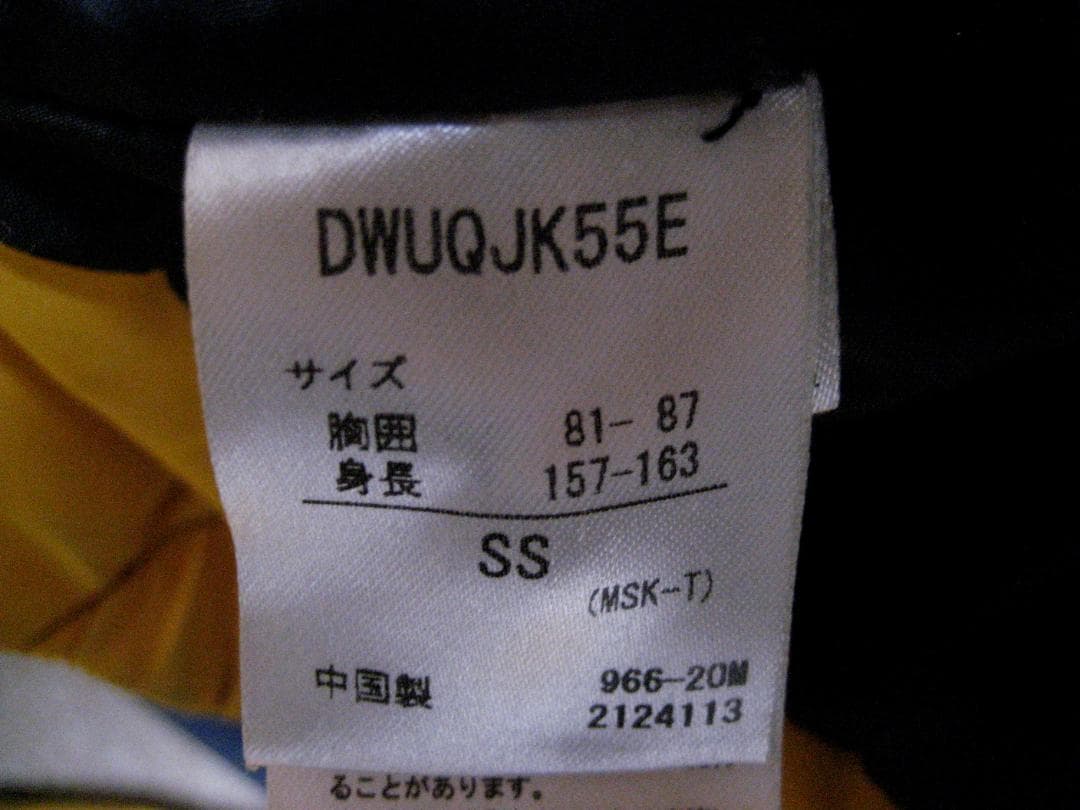 DWUQJK55E
サイズ
胸囲 81- 87
身長 157-163
SS
(MSK-T)
中国製 966-20M
2124113
ることがあります。